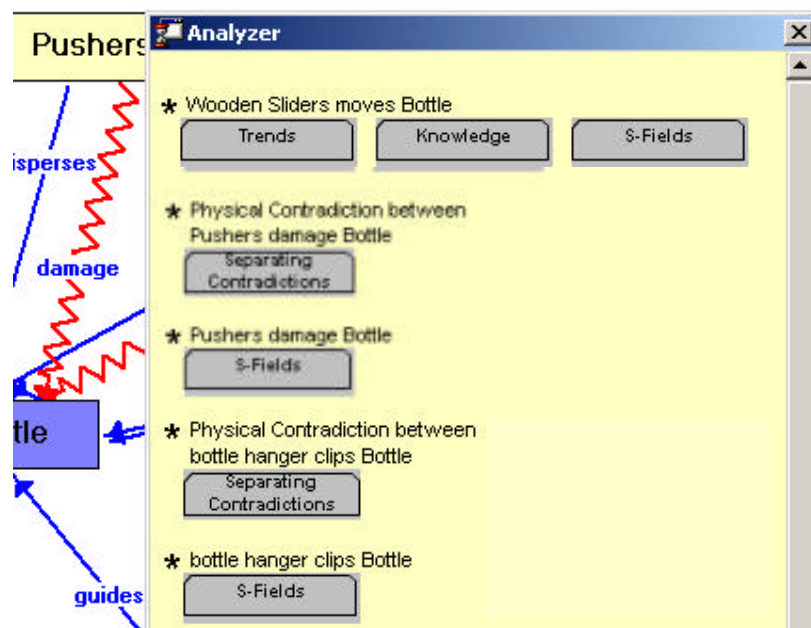 Pushers
isperses
damage
tle
guides
Analyzer
* Wooden Sliders moves Bottle
Trends Knowledge S-Fields
* Physical Contradiction between
Pushers damage Bottle
Separating
Contradictions
* Pushers damage Bottle
S-Fields
* Physical Contradiction between
bottle hanger clips Bottle
Separating
Contradictions
* bottle hanger clips Bottle
S-Fields